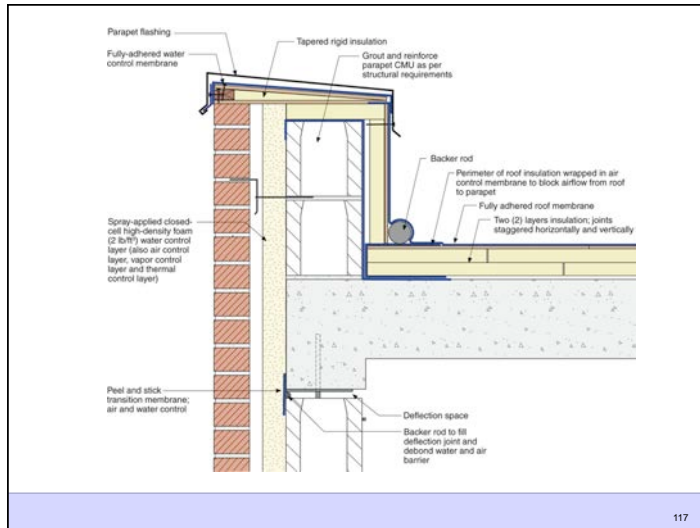 Parapet flashing
Fully-adhered water
control membrane
Tapered rigid insulation
Grout and reinforce
parapet CMU as per
structural requirements
Backer rod
Perimeter of roof insulation wrapped in air
control membrane to block airflow from roof
to parapet
Fully adhered roof membrane
Two (2) layers insulation; joints
staggered horizontally and vertically
Spray-applied closed-
cell high-density foam
(2 lb/ft³) water control
layer (also air control
layer, vapor control
layer and thermal
control layer)
Peel and stick
transition membrane;
air and water control
Deflection space
Backer rod to fill
deflection joint and
debond water and air
barrier
117